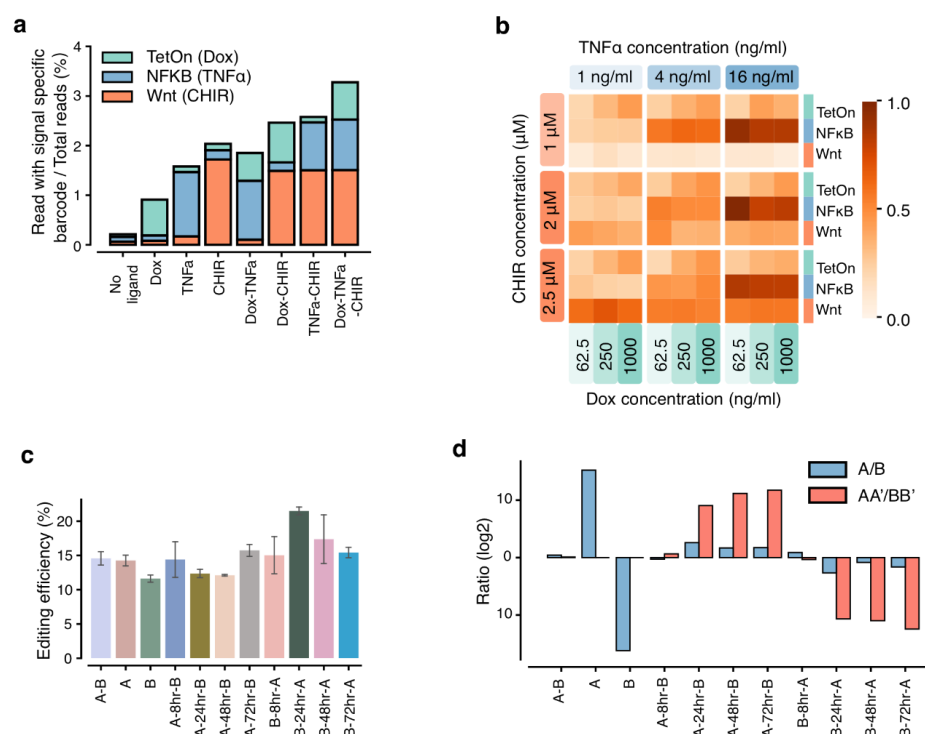 a
Read with signal specific
barcode / Total reads (%)
4
3
2
1
0
TetOn (Dox)
NFKB (TNFα)
Wnt (CHIR)
No
ligand
Dox
TNFa
CHIR
Dox-TNFa
Dox-CHIR
TNFa-CHIR
Dox-TNFa
-CHIR
b
TNFα concentration (ng/ml)
1 ng/ml
4 ng/ml
16 ng/ml
CHIR concentration (μM)
1 μM
2 μM
2.5 μM
TetOn
NFκB
Wnt
TetOn
NFκB
Wnt
TetOn
NFκB
Wnt
1.0
0.5
0.0
62.5
250
1000
62.5
250
1000
62.5
250
1000
Dox concentration (ng/ml)
c
Editing efficiency (%)
20
15
10
5
0
A-B
A
B
A-8hr-B
A-24hr-B
A-48hr-B
A-72hr-B
B-8hr-A
B-24hr-A
B-48hr-A
B-72hr-A
d
Ratio (log2)
10
0
10
A/B
AA'/BB'
A-B
A
B
A-8hr-B
A-24hr-B
A-48hr-B
A-72hr-B
B-8hr-A
B-24hr-A
B-48hr-A
B-72hr-A